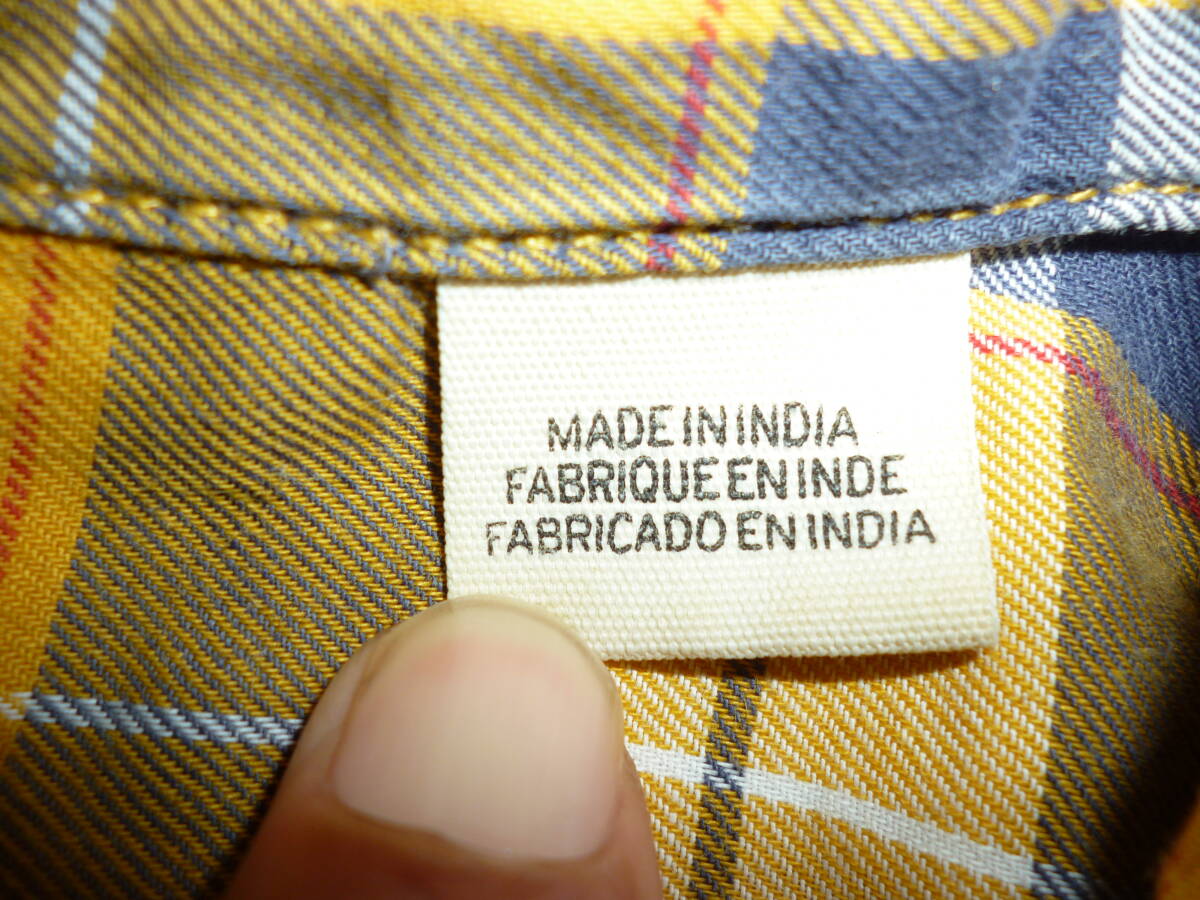 MADE IN INDIA
FABRIQUE EN INDE
FABRICADO EN INDIA